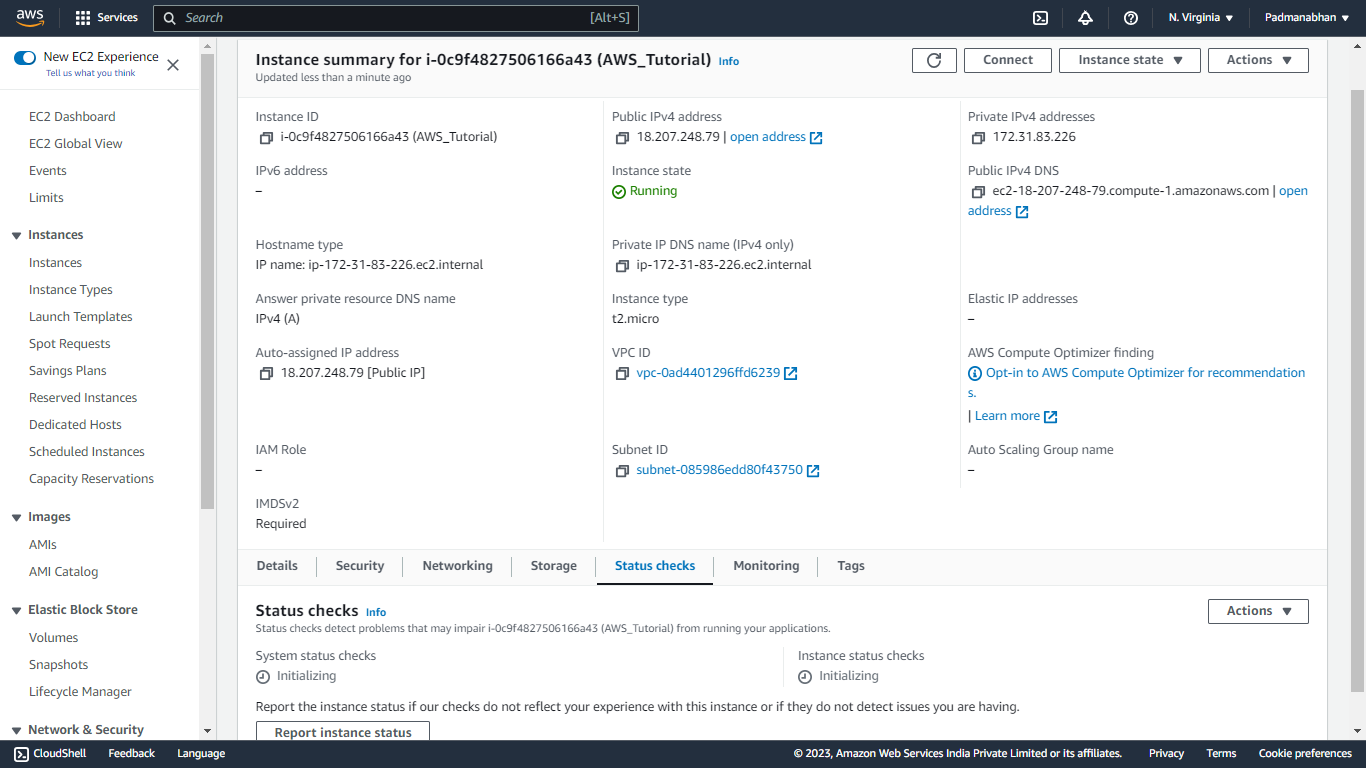 aws
Services
Search
[Alt+S]
N. Virginia
Padmanabhan
New EC2 Experience
Tell us what you think
EC2 Dashboard
EC2 Global View
Events
Limits
Instances
Instances
Instance Types
Launch Templates
Spot Requests
Savings Plans
Reserved Instances
Dedicated Hosts
Scheduled Instances
Capacity Reservations
Images
AMIs
AMI Catalog
Elastic Block Store
Volumes
Snapshots
Lifecycle Manager
Network & Security
Instance summary for i-0c9f4827506166a43 (AWS_Tutorial) Info
Updated less than a minute ago
Connect
Instance state
Actions
Instance ID
i-0c9f4827506166a43 (AWS_Tutorial)
Public IPv4 address
18.207.248.79 | open address
Private IPv4 addresses
172.31.83.226
IPv6 address
–
Instance state
Running
Public IPv4 DNS
ec2-18-207-248-79.compute-1.amazonaws.com | open
address
Hostname type
IP name: ip-172-31-83-226.ec2.internal
Private IP DNS name (IPv4 only)
ip-172-31-83-226.ec2.internal
Answer private resource DNS name
IPv4 (A)
Instance type
t2.micro
Elastic IP addresses
–
Auto-assigned IP address
18.207.248.79 [Public IP]
VPC ID
vpc-0ad4401296ffd6239
AWS Compute Optimizer finding
Opt-in to AWS Compute Optimizer for recommendation
s.
| Learn more
IAM Role
–
Subnet ID
subnet-085986edd80f43750
Auto Scaling Group name
–
IMDSv2
Required
Details
Security
Networking
Storage
Status checks
Monitoring
Tags
Status checks Info
Actions
Status checks detect problems that may impair i-0c9f4827506166a43 (AWS_Tutorial) from running your applications.
System status checks
Initializing
Instance status checks
Initializing
Report the instance status if our checks do not reflect your experience with this instance or if they do not detect issues you are having.
Report instance status
CloudShell
Feedback
Language
© 2023, Amazon Web Services India Private Limited or its affiliates.
Privacy
Terms
Cookie preferences